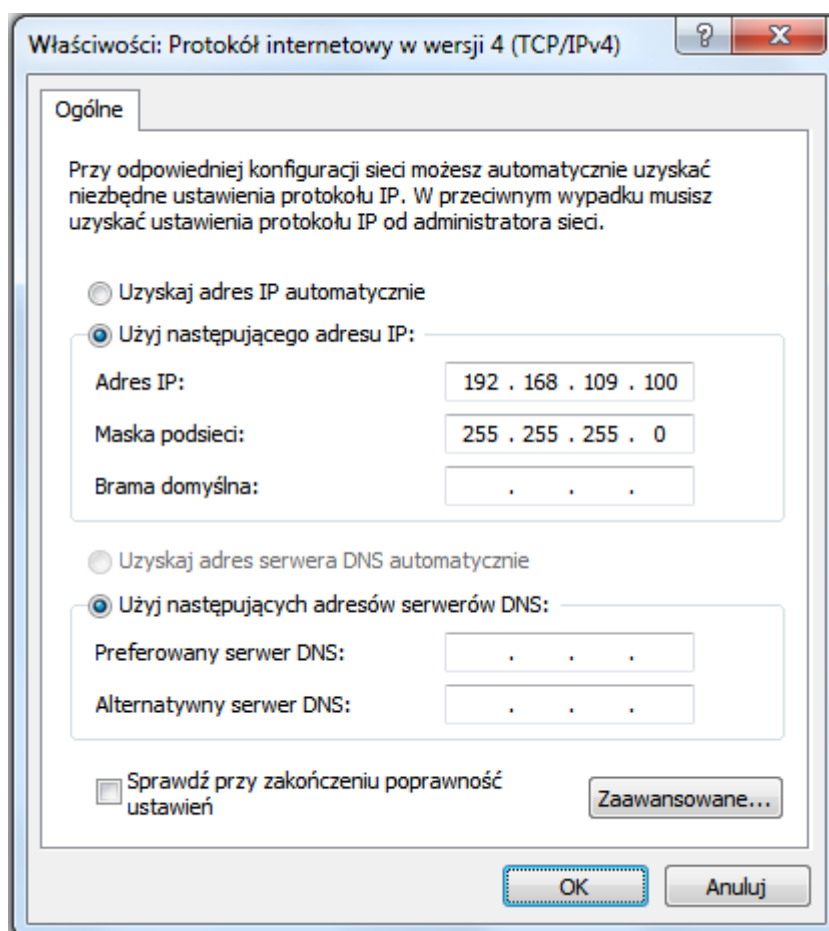 Właściwości: Protokół internetowy w wersji 4 (TCP/IPv4)
Ogólne
Przy odpowiedniej konfiguracji sieci możesz automatycznie uzyskać
niezbędne ustawienia protokołu IP. W przeciwnym wypadku musisz
uzyskać ustawienia protokołu IP od administratora sieci.
Uzyskaj adres IP automatycznie
Użyj następującego adresu IP:
Adres IP: 192 . 168 . 109 . 100
Maska podsieci: 255 . 255 . 255 . 0
Brama domyślna: . . .
Uzyskaj adres serwera DNS automatycznie
Użyj następujących adresów serwerów DNS:
Preferowany serwer DNS: . . .
Alternatywny serwer DNS: . . .
Sprawdź przy zakończeniu poprawność
ustawień
Zaawansowane...
OK Anuluj